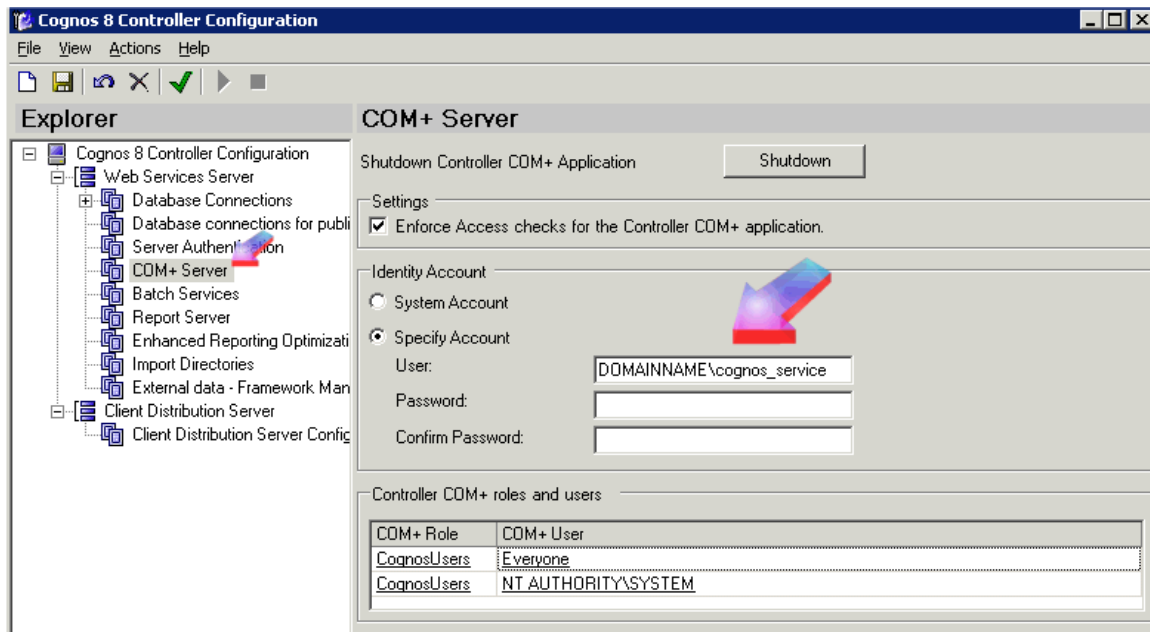 Cognos 8 Controller Configuration
File View Actions Help
Explorer
COM+ Server
Cognos 8 Controller Configuration
Web Services Server
Database Connections
Database connections for publi
Server Authentication
COM+ Server
Batch Services
Report Server
Enhanced Reporting Optimizati
Import Directories
External data - Framework Man
Client Distribution Server
Client Distribution Server Config
Shutdown Controller COM+ Application
Shutdown
Settings
Enforce Access checks for the Controller COM+ application.
Identity Account
System Account
Specify Account
User:
DOMAINNAME\cognos_service
Password:
Confirm Password:
Controller COM+ roles and users
COM+ Role COM+ User
CognosUsers Everyone
CognosUsers NT AUTHORITY\SYSTEM